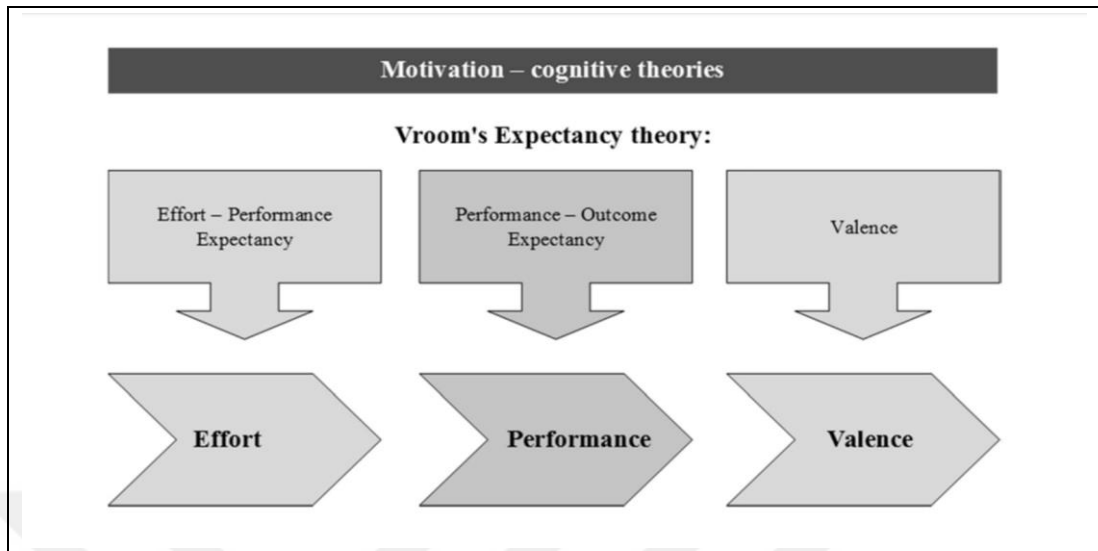 Motivation – cognitive theories
Vroom's Expectancy theory:
Effort – Performance
Expectancy
Performance – Outcome
Expectancy
Valence
Effort
Performance
Valence